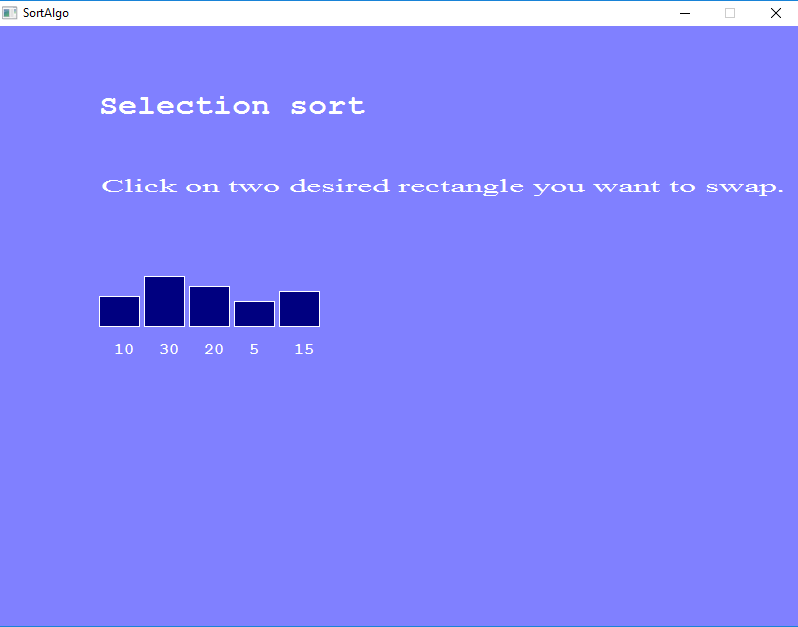 SortAlgo
Selection sort
Click on two desired rectangle you want to swap.
10 30 20 5 15